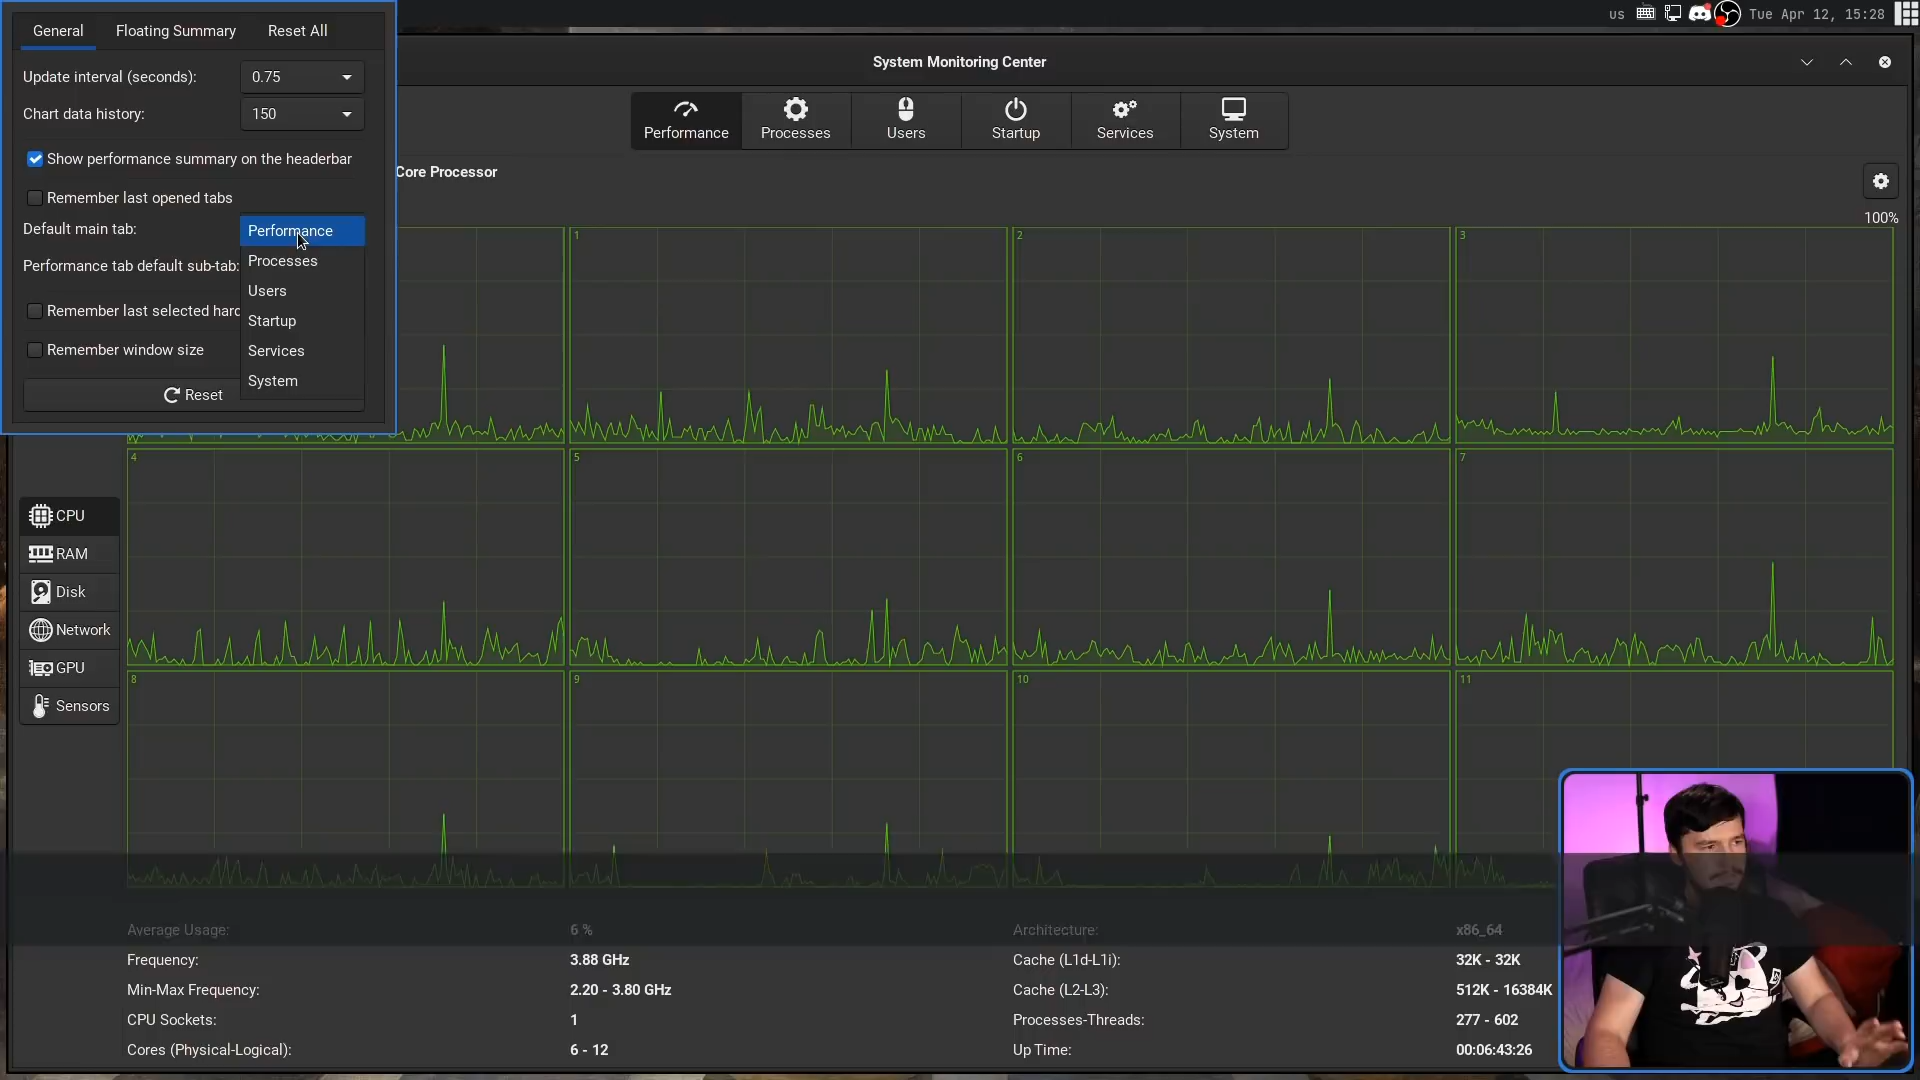 General Floating Summary Reset All
us Tue Apr 12, 15:28
System Monitoring Center
Update interval (seconds): 0.75
Chart data history: 150
Show performance summary on the headerbar
Remember last opened tabs
Default main tab:
Performance
Processes
Users
Startup
Services
System
Performance tab default sub-tab:
Remember last selected hard
Remember window size
Reset
Performance Processes Users Startup Services System
Core Processor
100%
1 2 3
4 5 6 7
8 9 10 11
CPU
RAM
Disk
Network
GPU
Sensors
Average Usage: 6 % Architecture: x86_64
Frequency: 3.88 GHz Cache (L1d-L1i): 32K - 32K
Min-Max Frequency: 2.20 - 3.80 GHz Cache (L2-L3): 512K - 16384K
CPU Sockets: 1 Processes-Threads: 277 - 602
Cores (Physical-Logical): 6 - 12 Up Time: 00:06:43:26